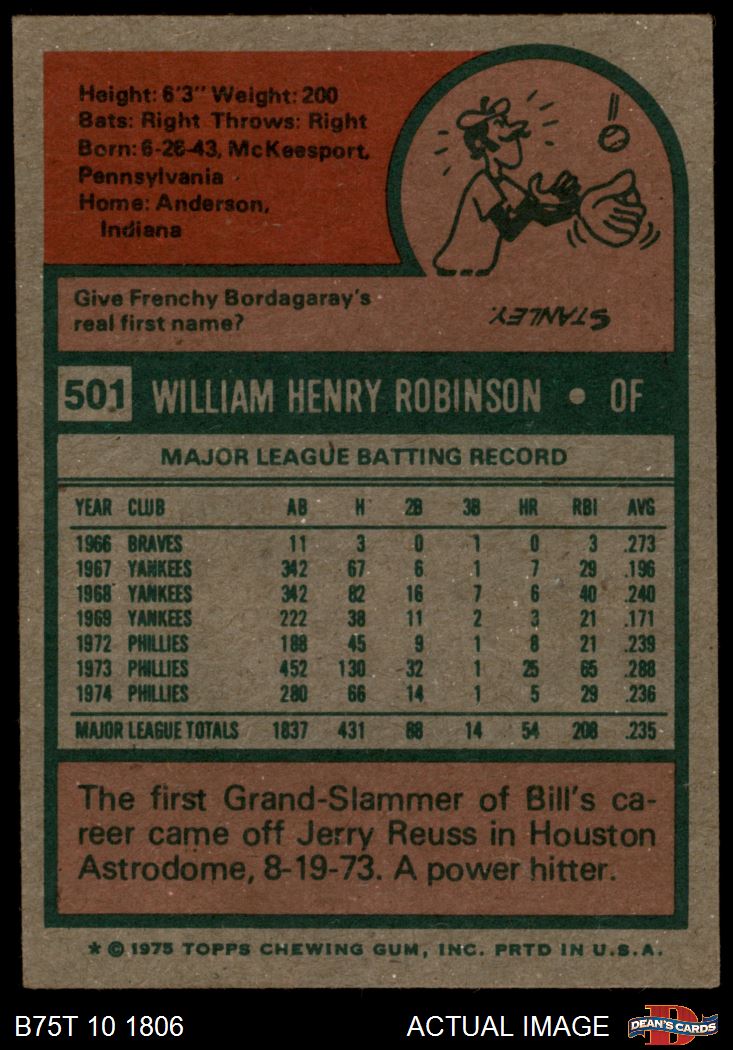 Height: 6'3" Weight: 200
Bats: Right Throws: Right
Born: 6-26-43, McKeesport,
Pennsylvania
Home: Anderson,
Indiana
Give Frenchy Bordagaray's
real first name?
STANLEY.
501 WILLIAM HENRY ROBINSON • OF
MAJOR LEAGUE BATTING RECORD
YEAR CLUB AB H 2B 3B HR RBI AVG
1966 BRAVES 11 3 0 1 0 3 .273
1967 YANKEES 342 67 6 1 7 29 .196
1968 YANKEES 342 82 16 7 6 40 .240
1969 YANKEES 222 38 11 2 3 21 .171
1972 PHILLIES 188 45 9 1 8 21 .239
1973 PHILLIES 452 130 32 1 25 65 .288
1974 PHILLIES 280 66 14 1 5 29 .236
MAJOR LEAGUE TOTALS 1837 431 88 14 54 208 .235
The first Grand-Slammer of Bill's ca-
reer came off Jerry Reuss in Houston
Astrodome, 8-19-73. A power hitter.
* © 1975 TOPPS CHEWING GUM, INC. PRTD IN U.S.A.
B75T 10 1806 ACTUAL IMAGE
D
DEAN'S CARDS